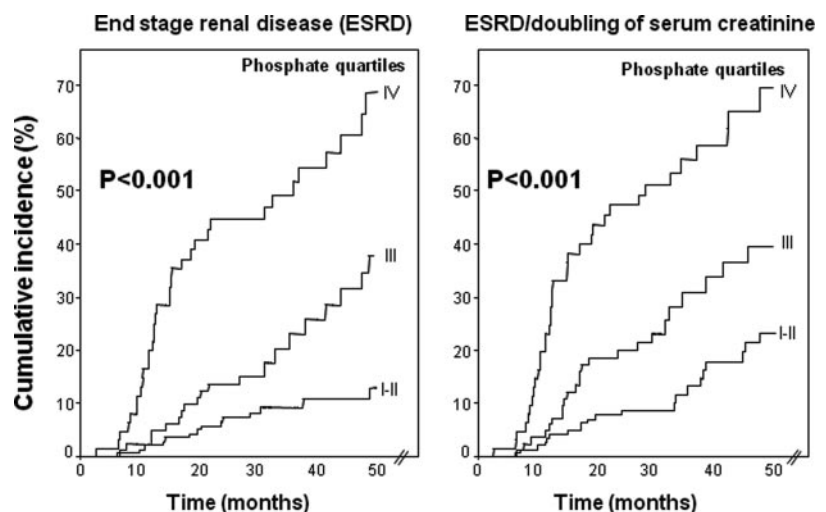 End stage renal disease (ESRD)
ESRD/doubling of serum creatinine
Cumulative incidence (%)
Phosphate quartiles
P<0.001
IV
III
I-II
70
60
50
40
30
20
10
0
0 10 20 30 40 50
Time (months)
Phosphate quartiles
P<0.001
IV
III
I-II
70
60
50
40
30
20
10
0
0 10 20 30 40 50
Time (months)